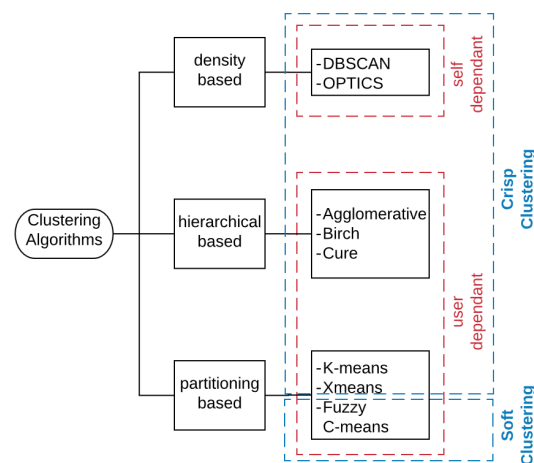 Clustering
Algorithms
density
based
-DBSCAN
-OPTICS
self
dependant
hierarchical
based
-Agglomerative
-Birch
-Cure
partitioning
based
-K-means
-Xmeans
-Fuzzy
C-means
user
dependant
Crisp
Clustering
Soft
Clustering